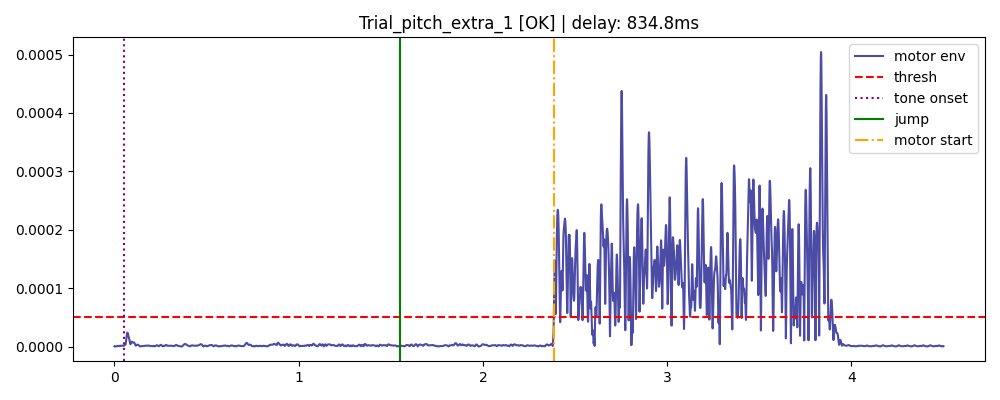 Trial_pitch_extra_1 [OK] | delay: 834.8ms
0.0005
0.0004
0.0003
0.0002
0.0001
0.0000
0 1 2 3 4
motor env
thresh
tone onset
jump
motor start